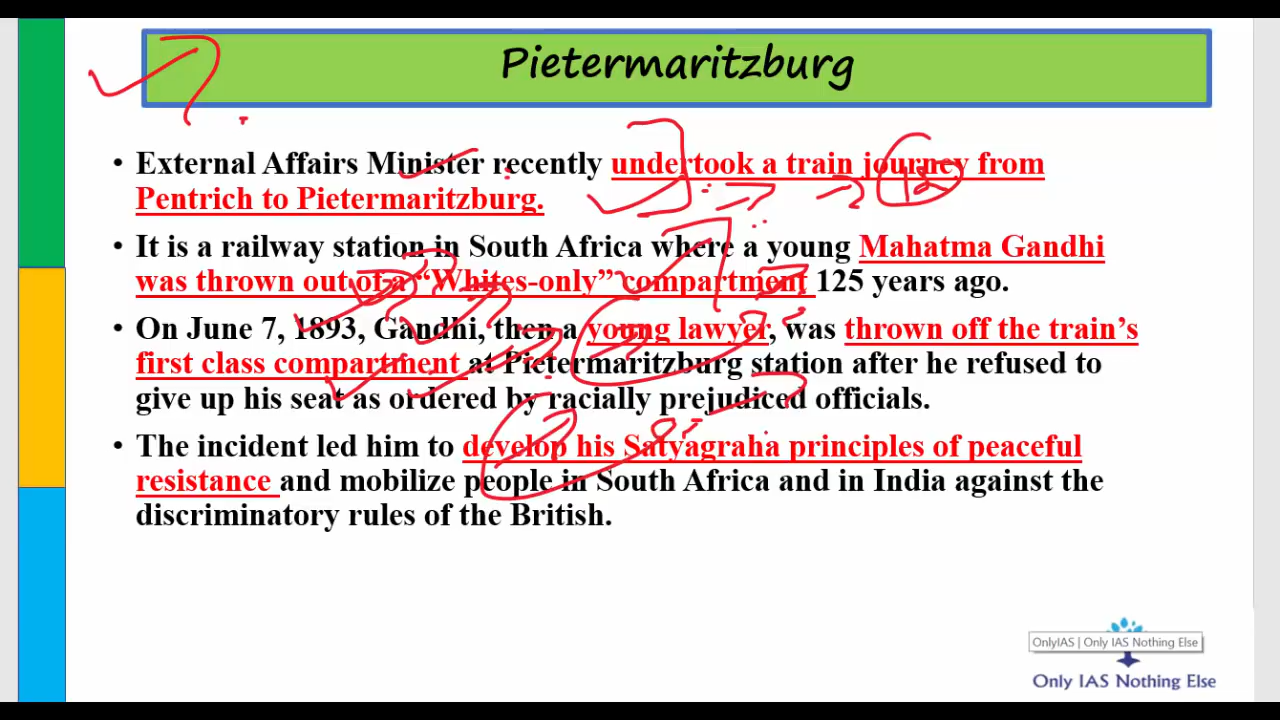 Pietermaritzburg
• External Affairs Minister recently undertook a train journey from
Pentrich to Pietermaritzburg.
• It is a railway station in South Africa where a young Mahatma Gandhi
was thrown out of a “Whites-only” compartment 125 years ago.
• On June 7, 1893, Gandhi, then a young lawyer, was thrown off the train’s
first class compartment at Pietermaritzburg station after he refused to
give up his seat as ordered by racially prejudiced officials.
• The incident led him to develop his Satyagraha principles of peaceful
resistance and mobilize people in South Africa and in India against the
discriminatory rules of the British.
OnlyIAS | Only IAS Nothing Else
Only IAS Nothing Else